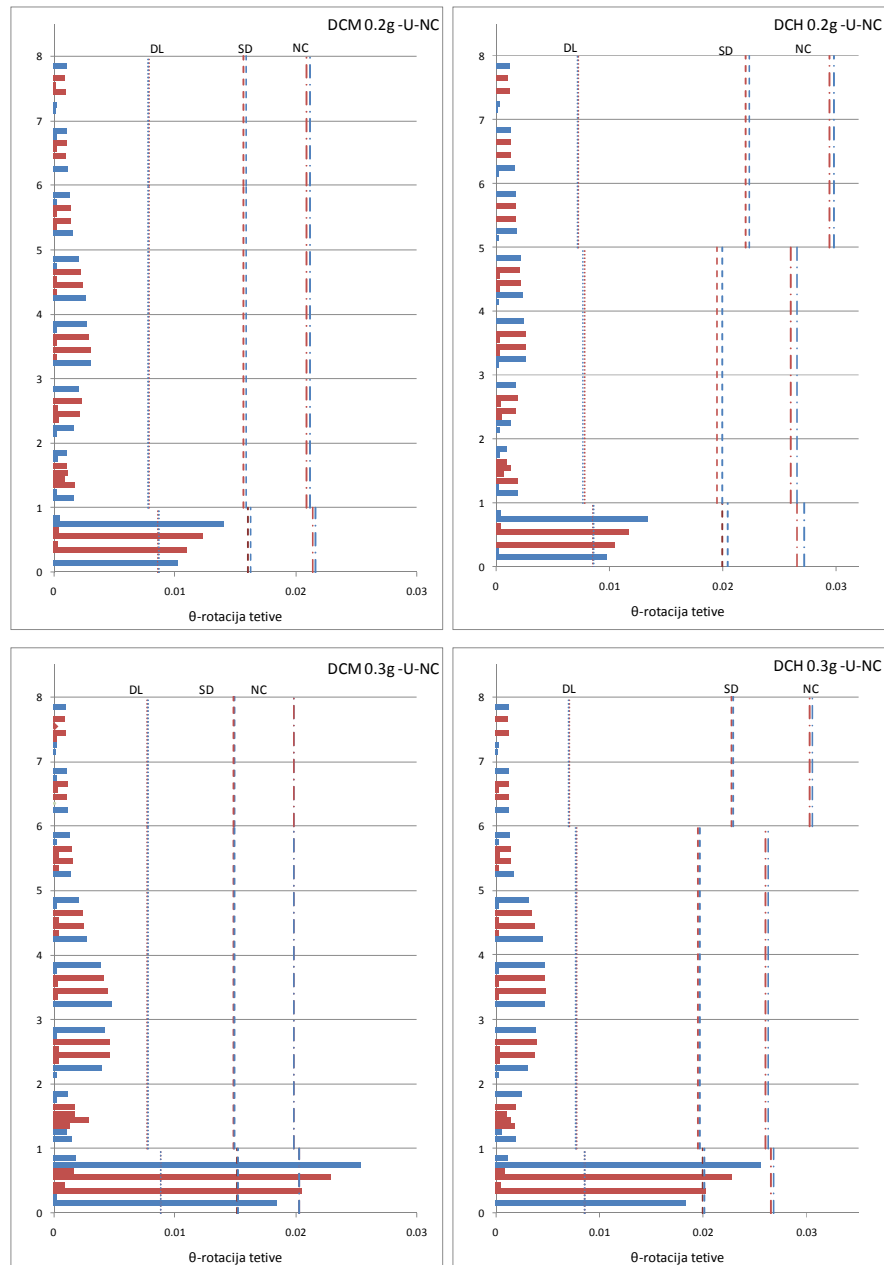 DCM 0.2g -U-NC
DL SD NC
8
7
6
5
4
3
2
1
0
0 0.01 0.02 0.03
θ-rotacija tetive
DCH 0.2g -U-NC
DL SD NC
8
7
6
5
4
3
2
1
0
0 0.01 0.02 0.03
θ-rotacija tetive
DCM 0.3g -U-NC
DL SD NC
8
7
6
5
4
3
2
1
0
0 0.01 0.02 0.03
θ-rotacija tetive
DCH 0.3g -U-NC
DL SD NC
8
7
6
5
4
3
2
1
0
0 0.01 0.02 0.03
θ-rotacija tetive